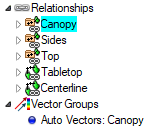 Relationships
Canopy
Sides
Top
Tabletop
Centerline
Vector Groups
Auto Vectors: Canopy